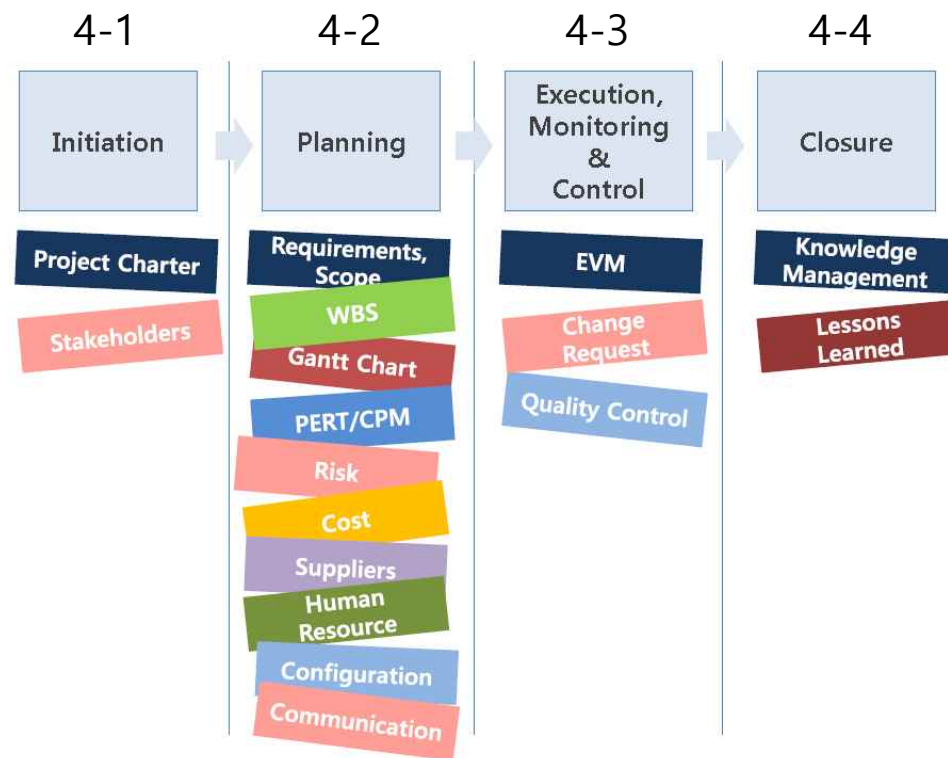 4-1
4-2
4-3
4-4
Initiation
Planning
Execution,
Monitoring
&
Control
Closure
Project Charter
Stakeholders
Requirements,
Scope
WBS
Gantt Chart
PERT/CPM
Risk
Cost
Suppliers
Human
Resource
Configuration
Communication
EVM
Change
Request
Quality Control
Knowledge
Management
Lessons
Learned